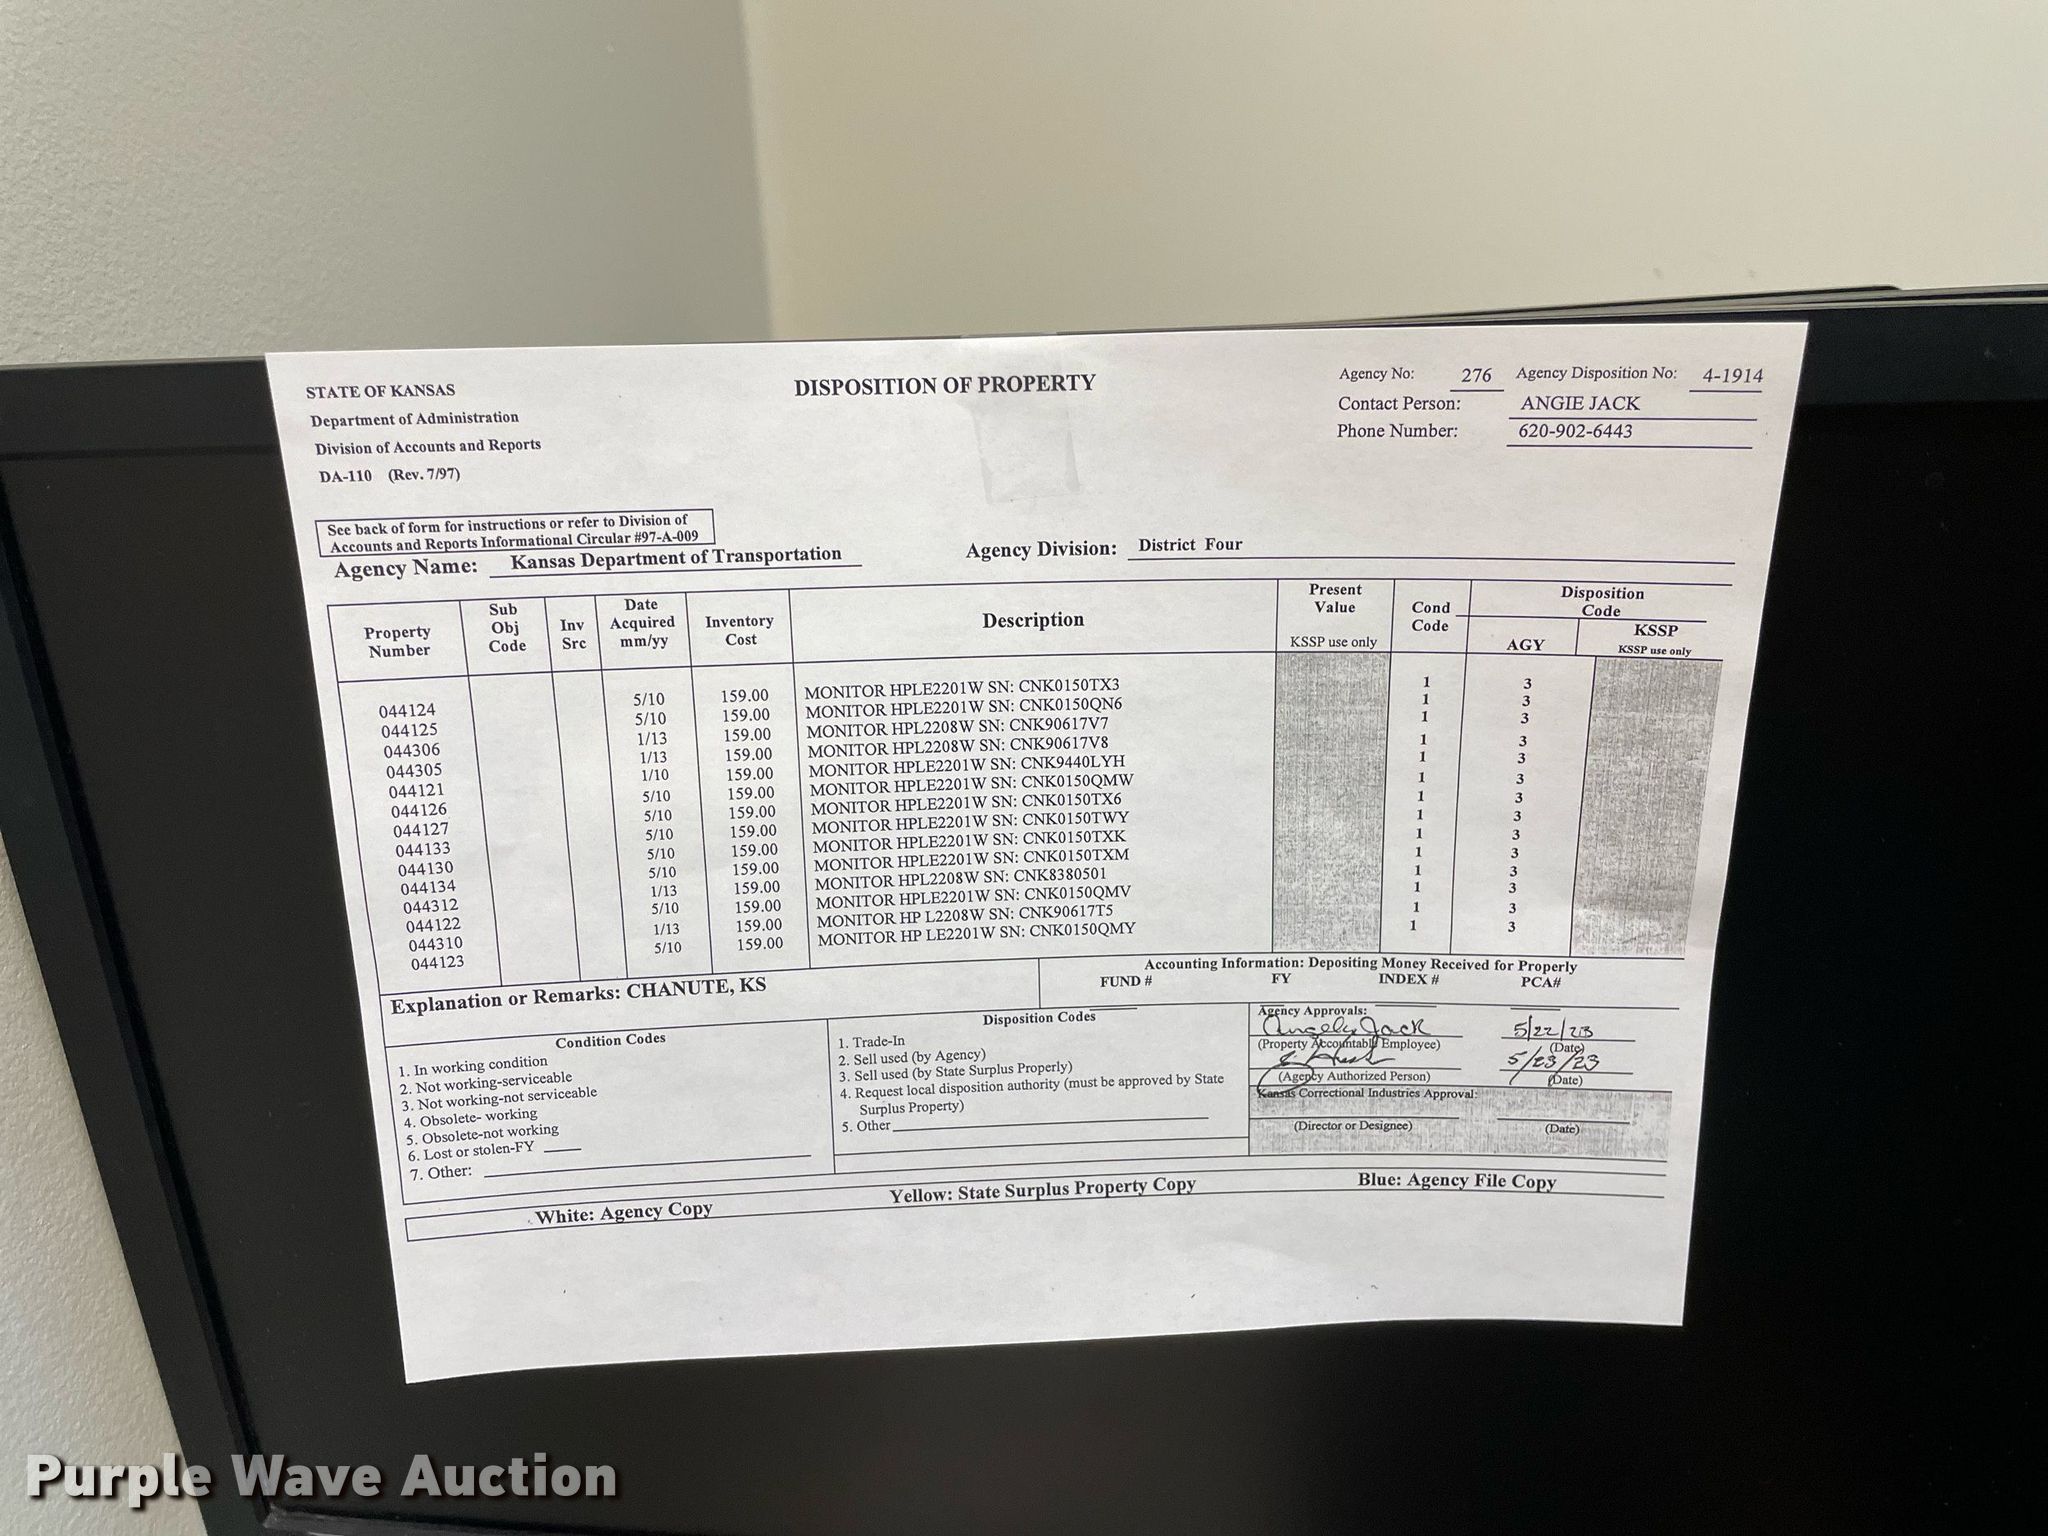 STATE OF KANSAS
Department of Administration
Division of Accounts and Reports
DA-110 (Rev. 7/97)
DISPOSITION OF PROPERTY
Agency No: 276 Agency Disposition No: 4-1914
Contact Person: ANGIE JACK
Phone Number: 620-902-6443
See back of form for instructions or refer to Division of
Accounts and Reports Informational Circular #97-A-009
Agency Name: Kansas Department of Transportation Agency Division: District Four
Property Number Sub Obj Code Inv Src Date Acquired mm/yy Inventory Cost Description Present Value KSSP use only Cond Code Disposition Code AGY KSSP KSSP use only
044124 5/10 159.00 MONITOR HPLE2201W SN: CNK0150TX3 1 3
044125 5/10 159.00 MONITOR HPLE2201W SN: CNK0150QN6 1 3
044306 1/13 159.00 MONITOR HPL2208W SN: CNK90617V7 1 3
044305 1/13 159.00 MONITOR HPL2208W SN: CNK90617V8 1 3
044121 1/10 159.00 MONITOR HPLE2201W SN: CNK9440LYH 1 3
044126 5/10 159.00 MONITOR HPLE2201W SN: CNK0150QMW 1 3
044127 5/10 159.00 MONITOR HPLE2201W SN: CNK0150TX6 1 3
044133 5/10 159.00 MONITOR HPLE2201W SN: CNK0150TWY 1 3
044130 5/10 159.00 MONITOR HPLE2201W SN: CNK0150TXK 1 3
044134 5/10 159.00 MONITOR HPLE2201W SN: CNK0150TXM 1 3
044312 1/13 159.00 MONITOR HPL2208W SN: CNK8380501 1 3
044122 5/10 159.00 MONITOR HPLE2201W SN: CNK0150QMV 1 3
044310 1/13 159.00 MONITOR HP L2208W SN: CNK90617T5 1 3
044123 5/10 159.00 MONITOR HP LE2201W SN: CNK0150QMY 1 3
Explanation or Remarks: CHANUTE, KS
Accounting Information: Depositing Money Received for Properly
FUND # FY INDEX # PCA#
Condition Codes
1. In working condition
2. Not working-serviceable
3. Not working-not serviceable
4. Obsolete- working
5. Obsolete-not working
6. Lost or stolen-FY
7. Other:
Disposition Codes
1. Trade-In
2. Sell used (by Agency)
3. Sell used (by State Surplus Properly)
4. Request local disposition authority (must be approved by State
Surplus Property)
5. Other
Agency Approvals:
Angela Jack 5/22/23
(Property Accountable Employee) (Date)
5/23/23
(Agency Authorized Person) (Date)
Kansas Correctional Industries Approval:
(Director or Designee) (Date)
White: Agency Copy Yellow: State Surplus Property Copy Blue: Agency File Copy
Purple Wave Auction